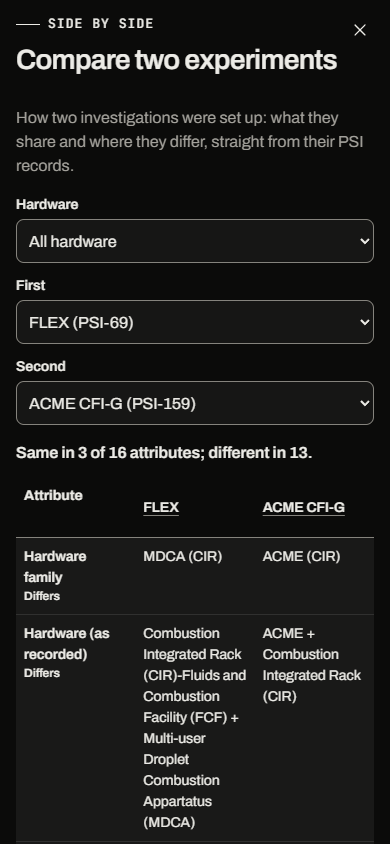 SIDE BY SIDE
Compare two experiments
How two investigations were set up: what they
share and where they differ, straight from their PSI
records.
Hardware
All hardware
First
FLEX (PSI-69)
Second
ACME CFI-G (PSI-159)
Same in 3 of 16 attributes; different in 13.
Attribute
FLEX
ACME CFI-G
Hardware
family
Differs
MDCA (CIR)
ACME (CIR)
Hardware (as
recorded)
Differs
Combustion
Integrated Rack
(CIR)-Fluids and
Combustion
Facility (FCF) +
Multi-user
Droplet
Combustion
Appartatus
(MDCA)
ACME +
Combustion
Integrated Rack
(CIR)